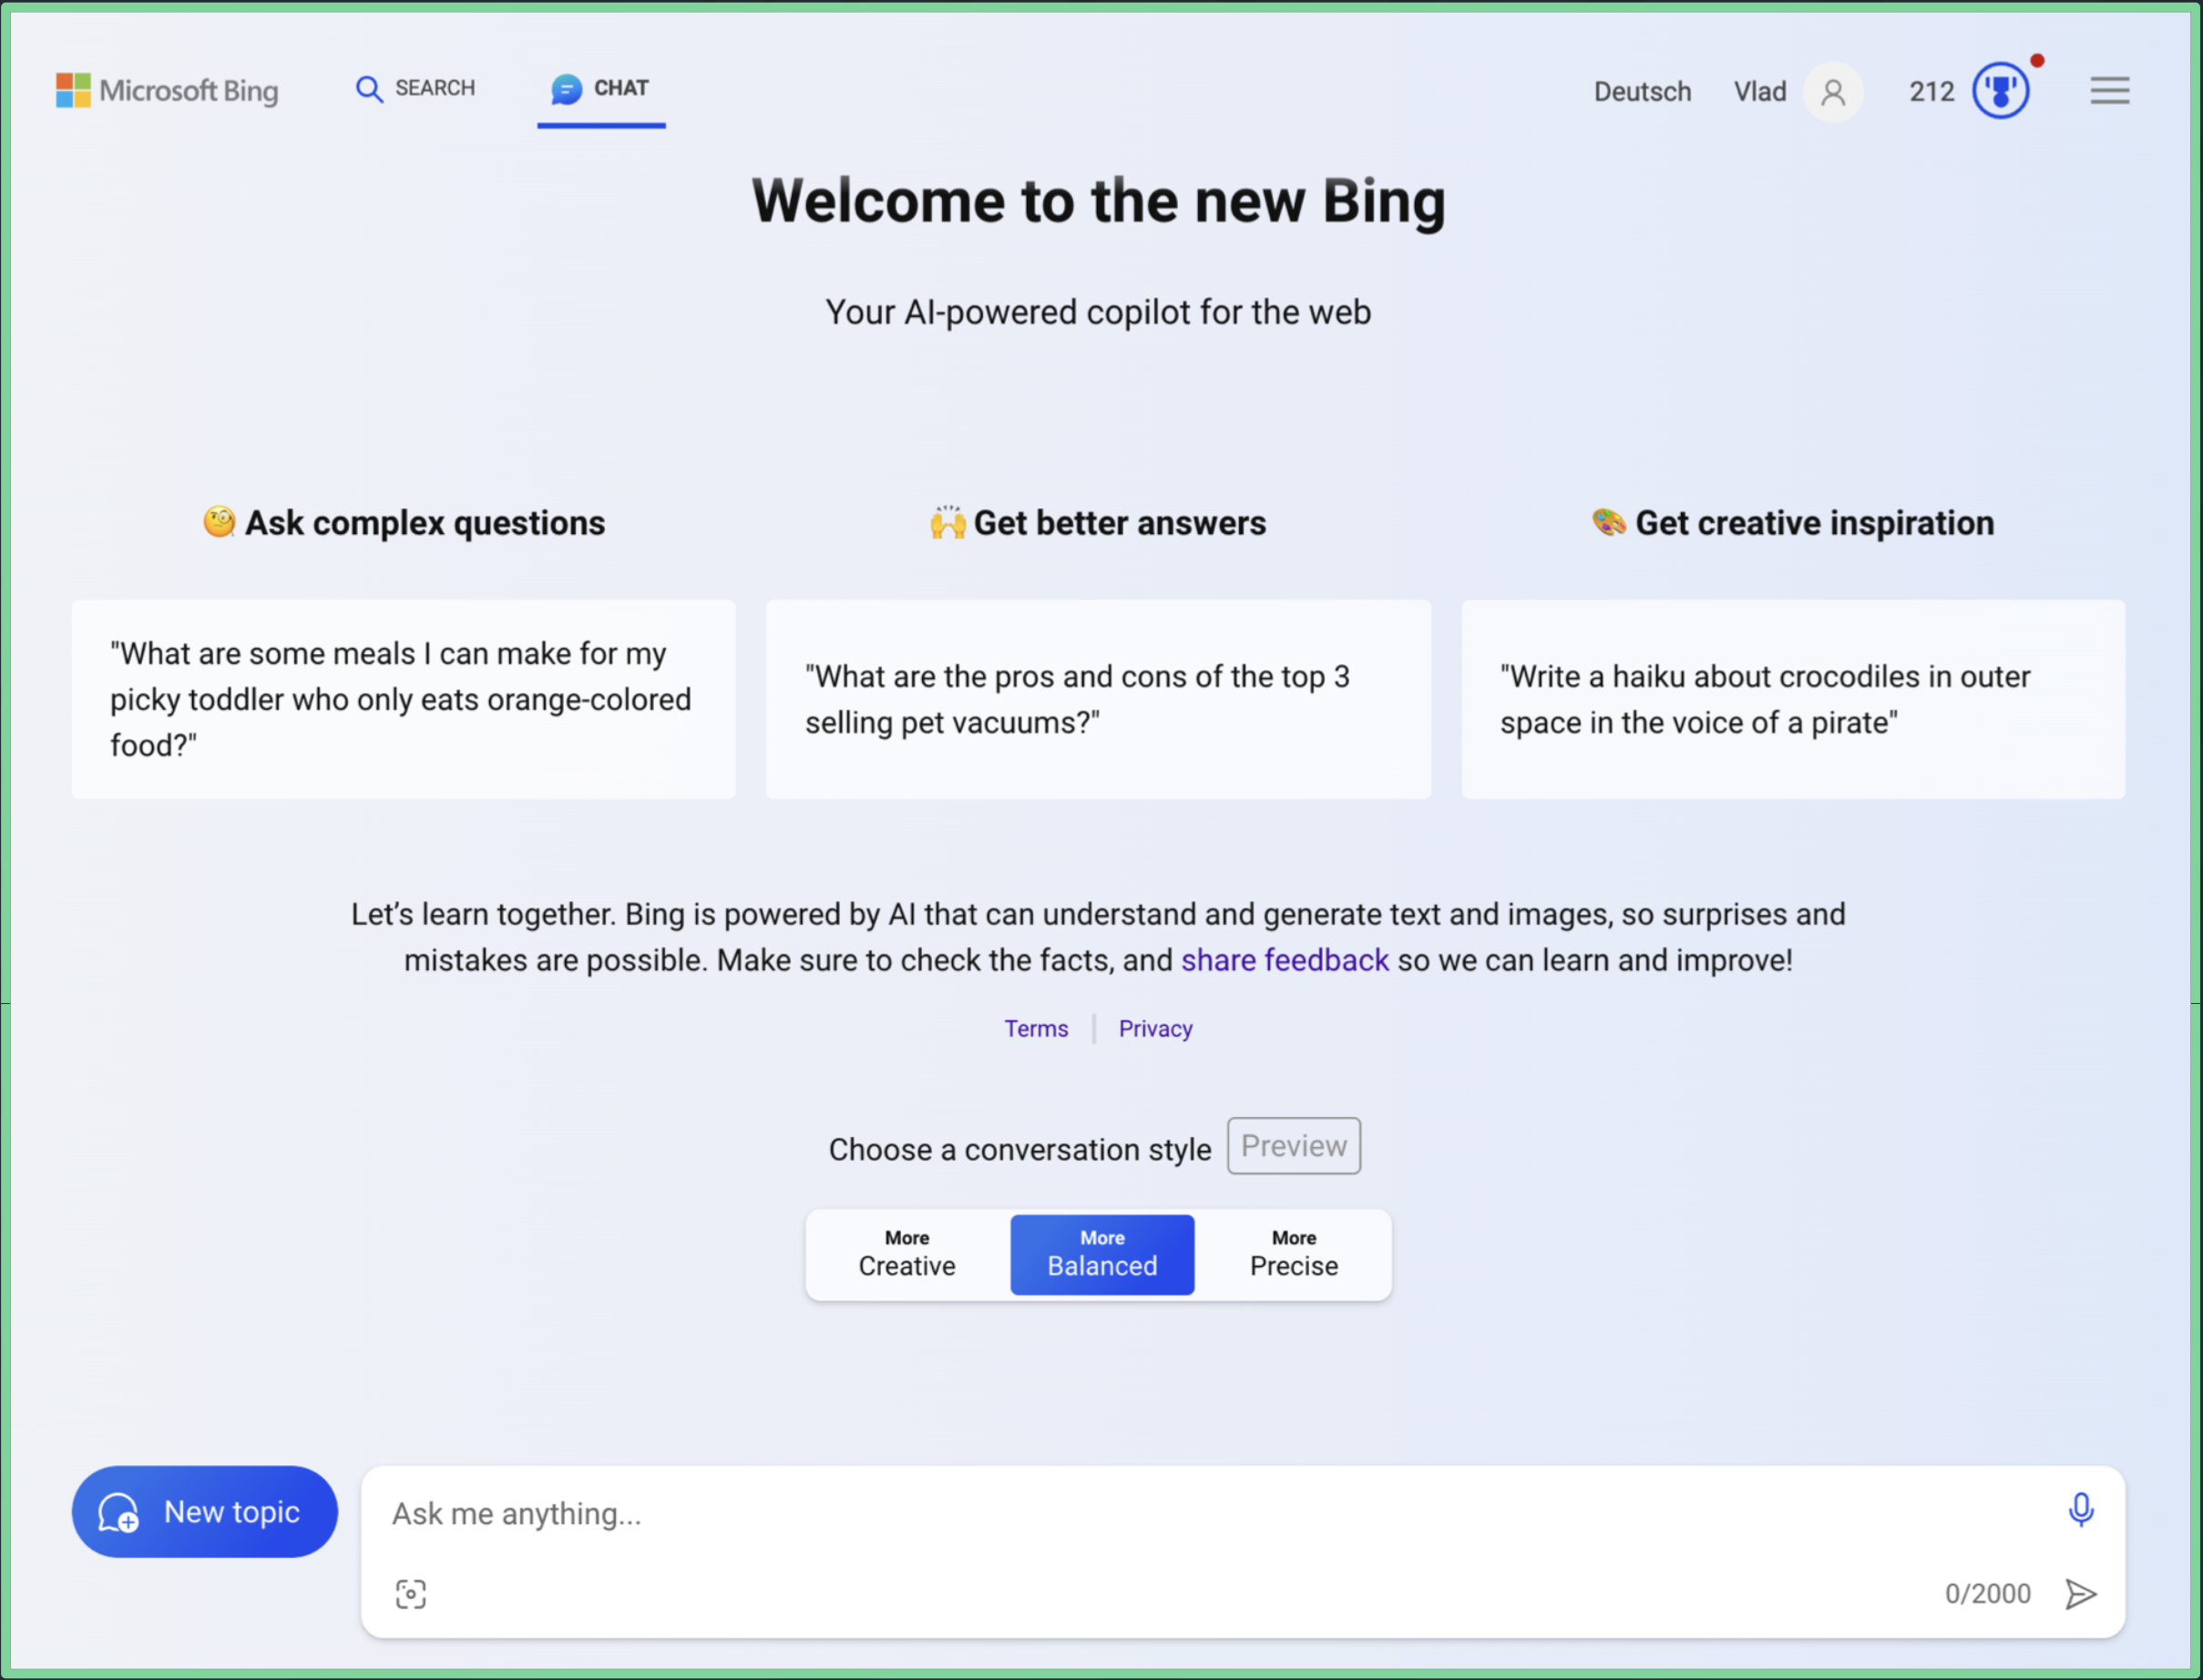 Microsoft Bing
SEARCH
CHAT
Deutsch
Vlad
212
Welcome to the new Bing
Your AI-powered copilot for the web
Ask complex questions
"What are some meals I can make for my
picky toddler who only eats orange-colored
food?"
Get better answers
"What are the pros and cons of the top 3
selling pet vacuums?"
Get creative inspiration
"Write a haiku about crocodiles in outer
space in the voice of a pirate"
Let’s learn together. Bing is powered by AI that can understand and generate text and images, so surprises and
mistakes are possible. Make sure to check the facts, and share feedback so we can learn and improve!
Terms
Privacy
Choose a conversation style
Preview
More
Creative
More
Balanced
More
Precise
New topic
Ask me anything...
0/2000